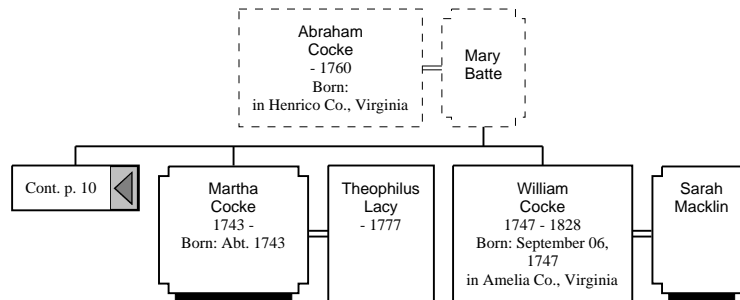 Abraham
Cocke
- 1760
Born:
in Henrico Co., Virginia
Mary
Batte
Cont. p. 10
Martha
Cocke
1743 -
Born: Abt. 1743
Theophilus
Lacy
- 1777
William
Cocke
1747 - 1828
Born: September 06,
1747
in Amelia Co., Virginia
Sarah
Macklin